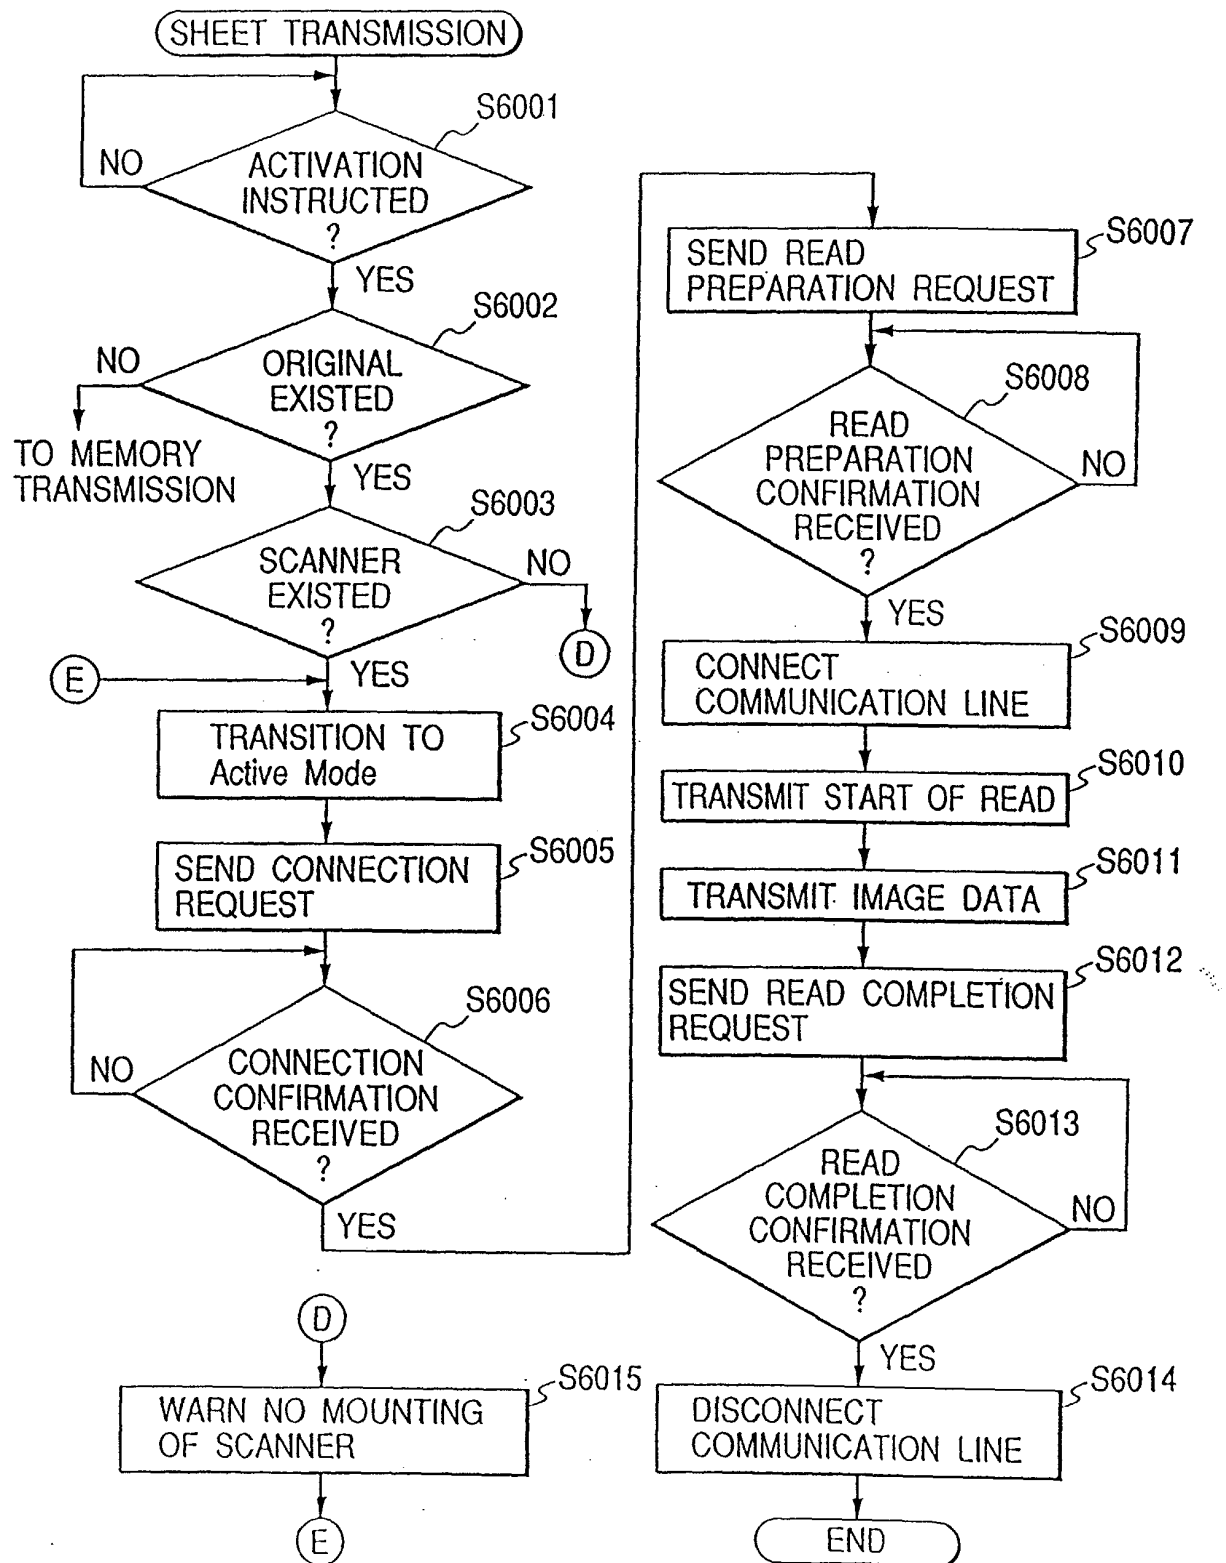 SHEET TRANSMISSION
S6001
NO
ACTIVATION
INSTRUCTED
?
YES
S6002
NO
ORIGINAL
EXISTED
?
TO MEMORY
TRANSMISSION
YES
S6003
SCANNER
EXISTED
?
NO
D
E
YES
S6004
TRANSITION TO
Active Mode
S6005
SEND CONNECTION
REQUEST
S6006
NO
CONNECTION
CONFIRMATION
RECEIVED
?
YES
D
S6015
WARN NO MOUNTING
OF SCANNER
E
S6007
SEND READ
PREPARATION REQUEST
S6008
READ
PREPARATION
CONFIRMATION
RECEIVED
?
NO
YES
S6009
CONNECT
COMMUNICATION LINE
S6010
TRANSMIT START OF READ
S6011
TRANSMIT IMAGE DATA
S6012
SEND READ COMPLETION
REQUEST
S6013
READ
COMPLETION
CONFIRMATION
RECEIVED
?
NO
YES
S6014
DISCONNECT
COMMUNICATION LINE
END